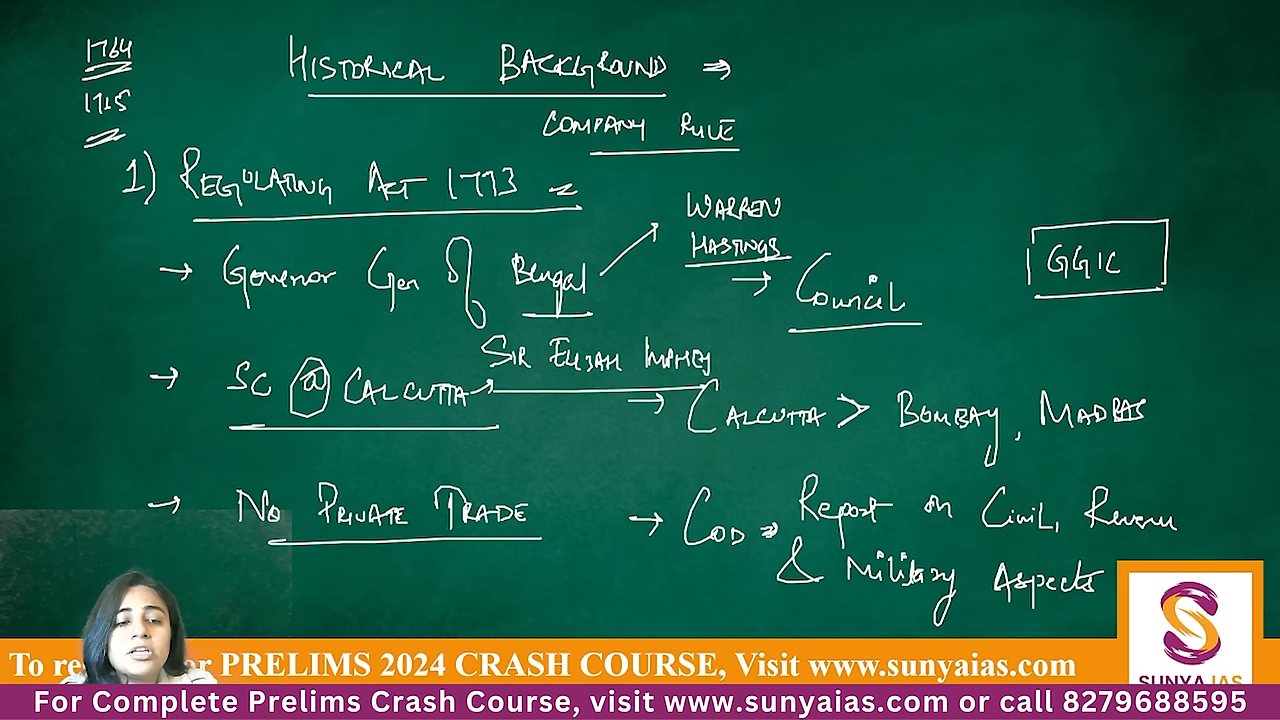 1764
1715
HISTORICAL BACKGROUND ⇒
COMPANY RULE
1) REGULATING ACT 1773
→ Governor Gen of Bengal
WARREN
HASTINGS
→ Council
GGIC
→ SC @ CALCUTTA →
SIR ELIJAH IMPHEY
→ CALCUTTA > BOMBAY, MADRAS
→ NO PRIVATE TRADE
→ COD ⇒ Report on Civil, Revenue
& Military Aspects
To re or PRELIMS 2024 CRASH COURSE, Visit www.sunyaias.com
SUNYA IAS
For Complete Prelims Crash Course, visit www.sunyaias.com or call 8279688595